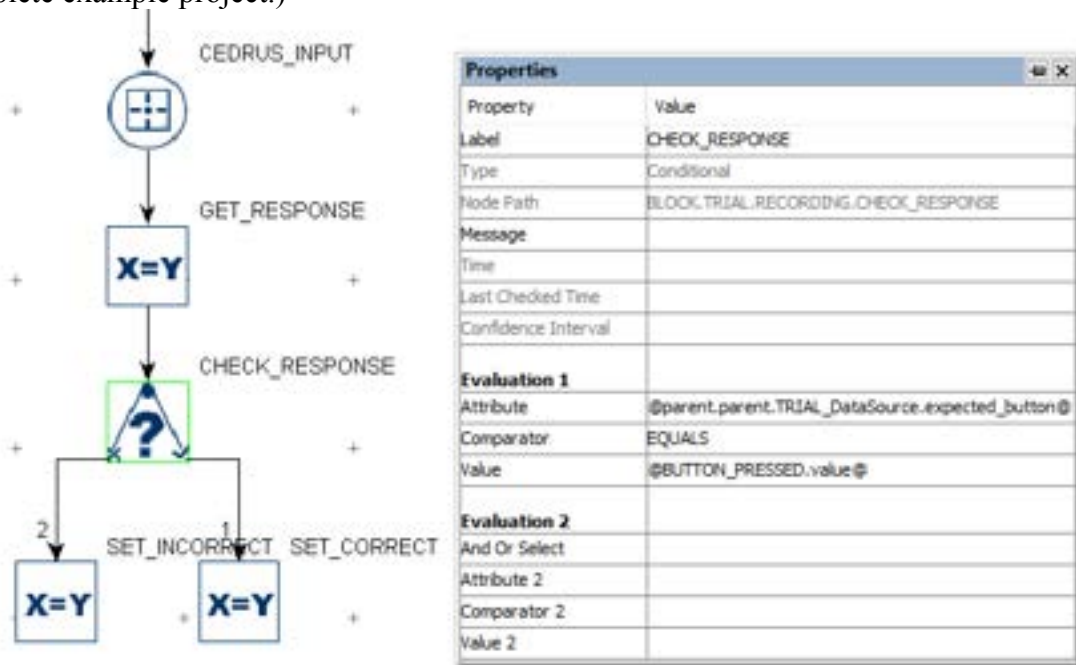 example project.)
CEDRUS_INPUT
GET_RESPONSE
X=Y
CHECK_RESPONSE
?
2
1
SET_INCORRECT
SET_CORRECT
X=Y
X=Y
Properties
Property Value
Label CHECK_RESPONSE
Type Conditional
Node Path BLOCK.TRIAL.RECORDING.CHECK_RESPONSE
Message
Time
Last Checked Time
Confidence Interval
Evaluation 1
Attribute @parent.parent.TRIAL_DataSource.expected_button@
Comparator EQUALS
Value @BUTTON_PRESSED.value@
Evaluation 2
And Or Select
Attribute 2
Comparator 2
Value 2